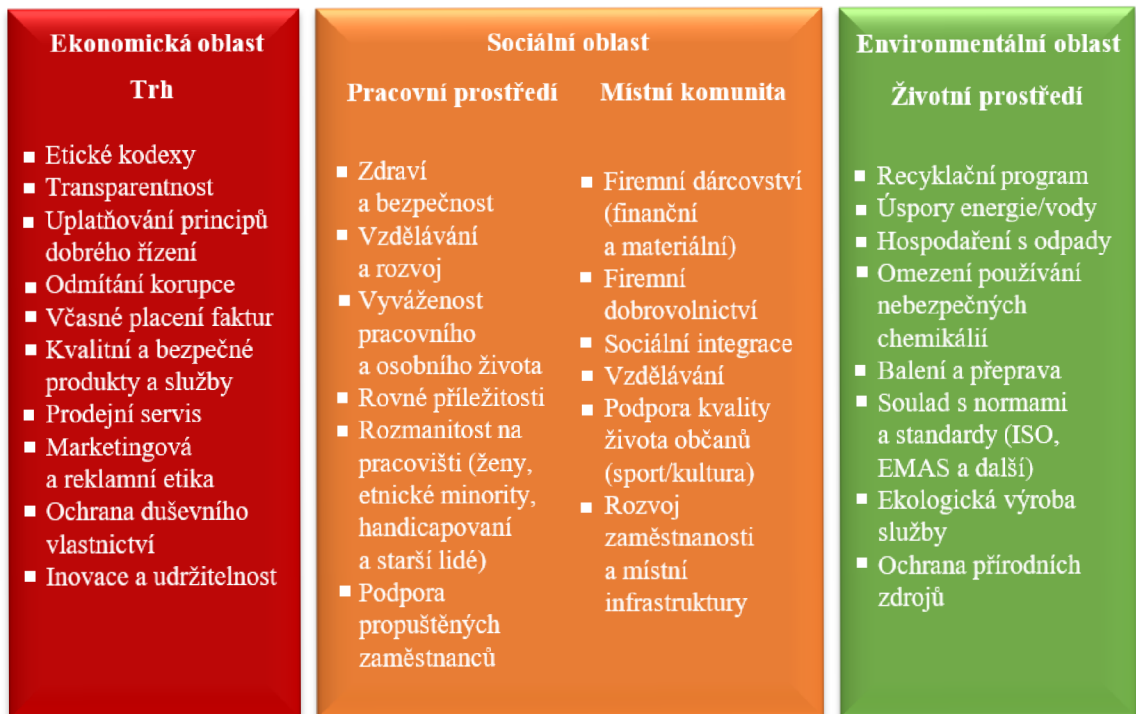 Ekonomická oblast
Trh
▪ Etické kodexy
▪ Transparentnost
▪ Uplatňování principů
dobrého řízení
▪ Odmítání korupce
▪ Včasné placení faktur
▪ Kvalitní a bezpečné
produkty a služby
▪ Prodejní servis
▪ Marketingová
a reklamní etika
▪ Ochrana duševního
vlastnictví
▪ Inovace a udržitelnost
Sociální oblast
Pracovní prostředí
▪ Zdraví
a bezpečnost
▪ Vzdělávání
a rozvoj
▪ Vyváženost
pracovního
a osobního života
▪ Rovné příležitosti
▪ Rozmanitost na
pracovišti (ženy,
etnické minority,
handicapovaní
a starší lidé)
▪ Podpora
propuštěných
zaměstnanců
Místní komunita
▪ Firemní dárcovství
(finanční
a materiální)
▪ Firemní
dobrovolnictví
▪ Sociální integrace
▪ Vzdělávání
▪ Podpora kvality
života občanů
(sport/kultura)
▪ Rozvoj
zaměstnanosti
a místní
infrastruktury
Environmentální oblast
Životní prostředí
▪ Recyklační program
▪ Úspory energie/vody
▪ Hospodaření s odpady
▪ Omezení používání
nebezpečných
chemikálií
▪ Balení a přeprava
▪ Soulad s normami
a standardy (ISO,
EMAS a další)
▪ Ekologická výroba
služby
▪ Ochrana přírodních
zdrojů